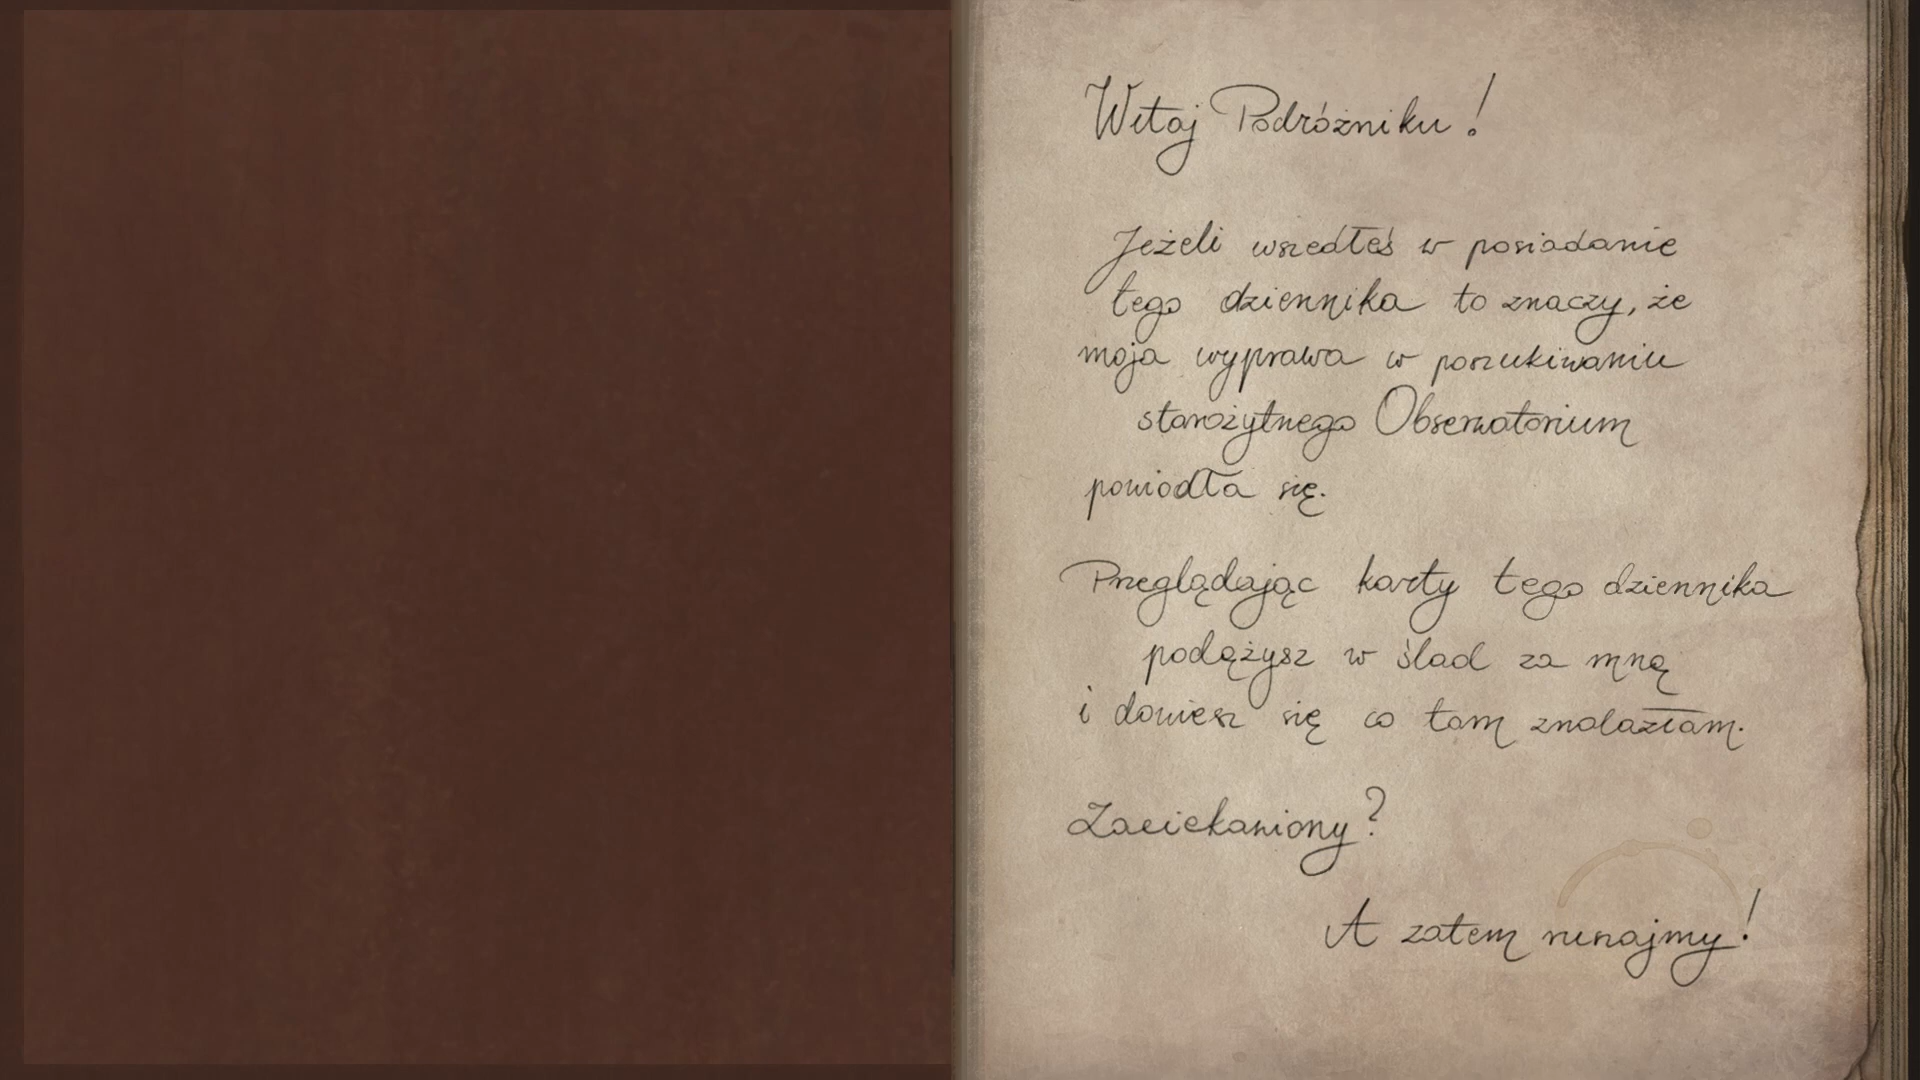 Witaj Podróżniku!
Jeżeli wszedłeś w posiadanie
tego dziennika to znaczy, że
moja wyprawa w poszukiwaniu
starożytnego Obserwatorium
powiodła się.
Przeglądając karty tego dziennika
podążysz w ślad za mną
i dowiesz się co tam znalazłam.
Zaciekawiony?
A zatem ruszajmy!